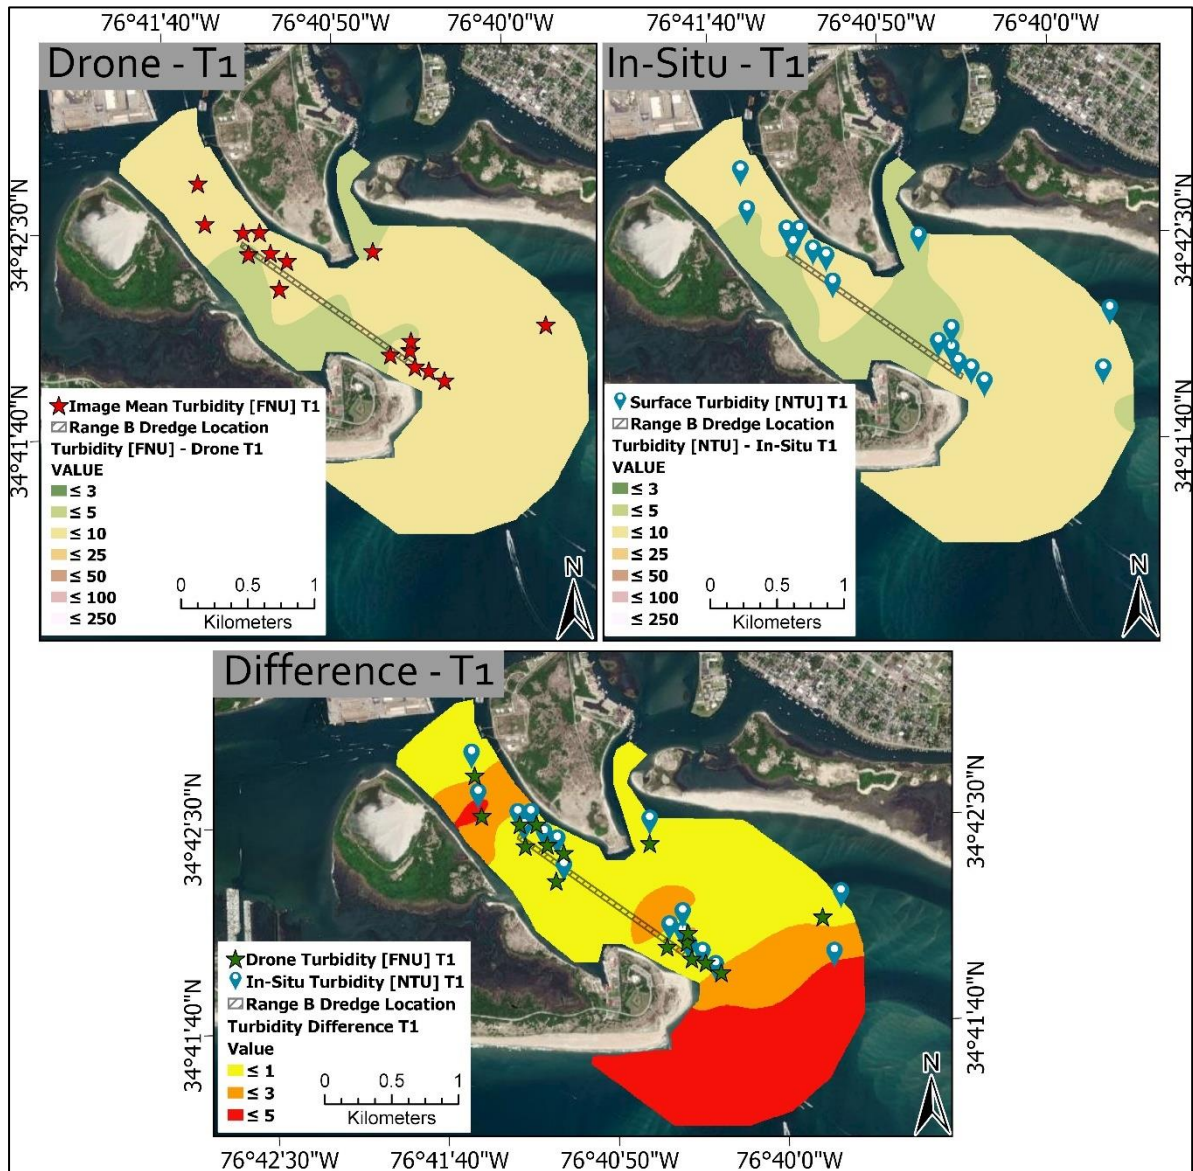 76°41'40"W 76°40'50"W 76°40'00"W
76°40'50"W 76°40'00"W
Drone - T1
34°42'30"N
34°41'40"N
★ Image Mean Turbidity [FNU] T1
Range B Dredge Location
Turbidity [FNU] - Drone T1
VALUE
≤ 3
≤ 5
≤ 10
≤ 25
≤ 50
≤ 100
≤ 250
0 0.5 1
Kilometers
N
In-Situ - T1
Surface Turbidity [NTU] T1
Range B Dredge Location
Turbidity [NTU] - In-Situ T1
VALUE
≤ 3
≤ 5
≤ 10
≤ 25
≤ 50
≤ 100
≤ 250
0 0.5 1
Kilometers
N
34°42'30"N
34°41'40"N
Difference - T1
34°42'30"N
34°41'40"N
★ Drone Turbidity [FNU] T1
In-Situ Turbidity [NTU] T1
Range B Dredge Location
Turbidity Difference T1
Value
≤ 1
≤ 3
≤ 5
0 0.5 1
Kilometers
N
34°42'30"N
34°41'40"N
76°42'30"W 76°41'40"W 76°40'50"W 76°40'00"W